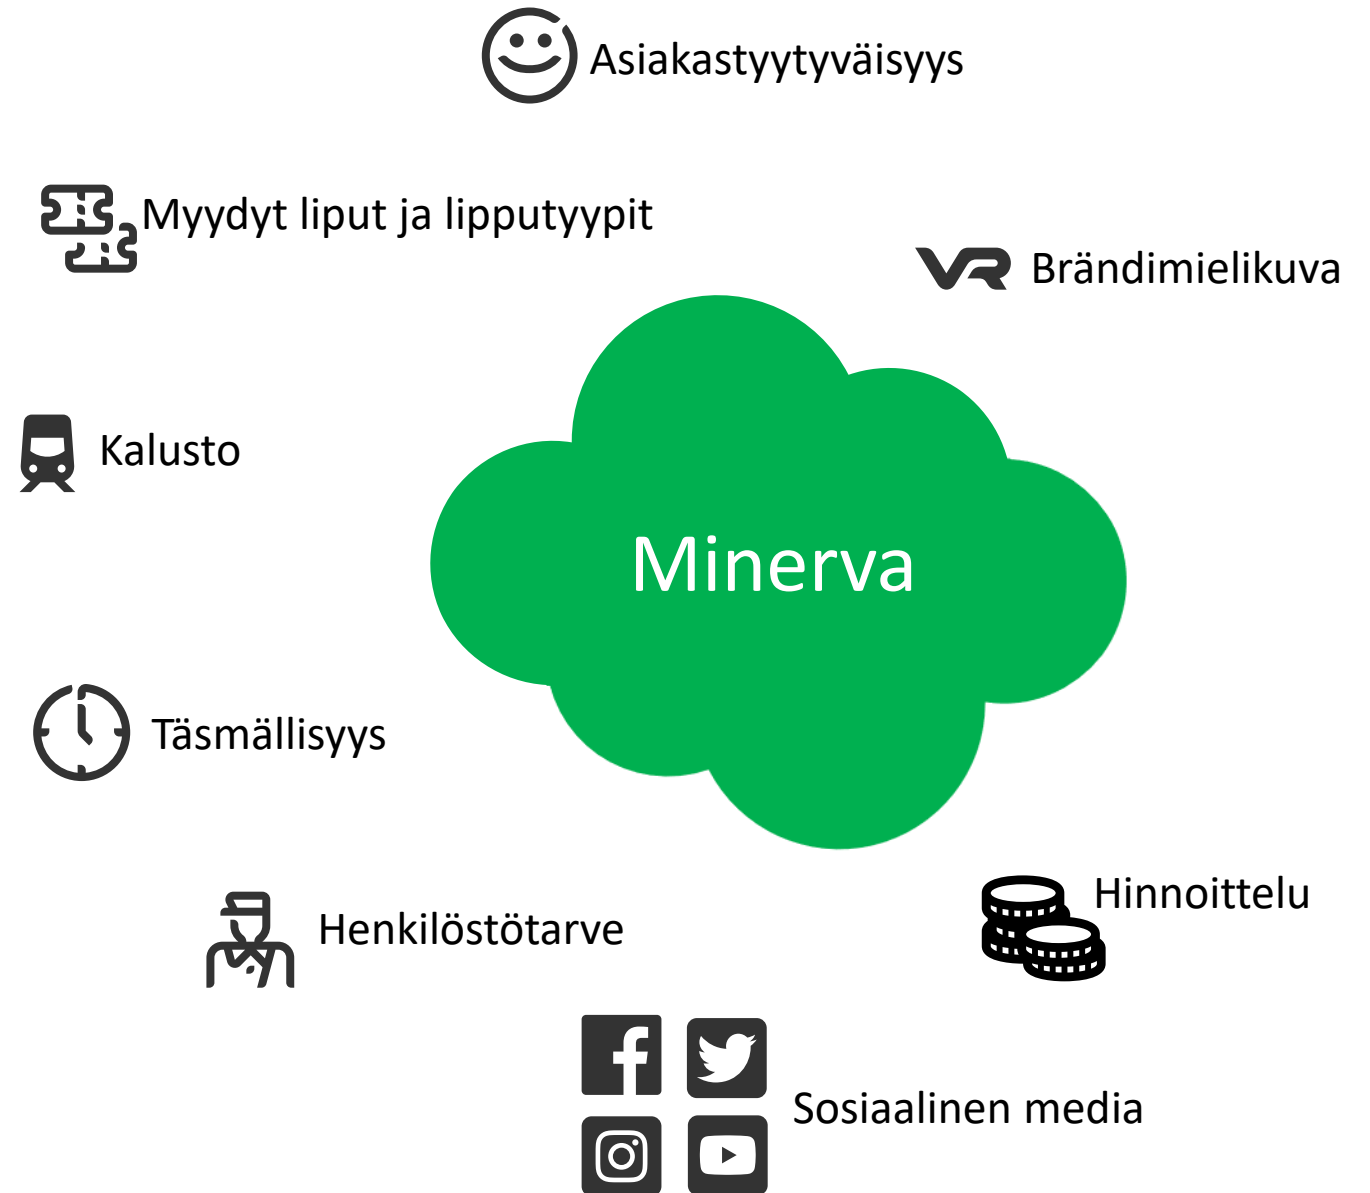 Asiakastyytyväisyys
Myydyt liput ja lipputyypit
VR Brändimielikuva
Kalusto
Minerva
Täsmällisyys
Hinnoittelu
Henkilöstötarve
Sosiaalinen media